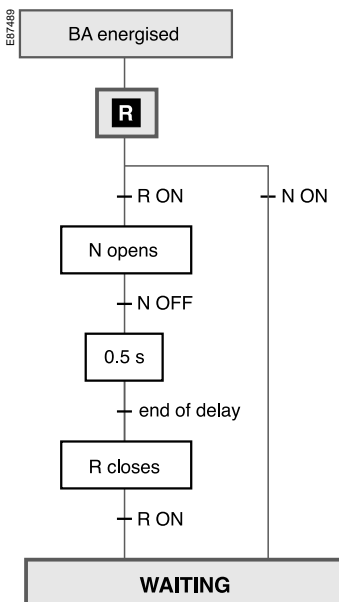 E87489
BA energised
R
R ON
N ON
N opens
N OFF
0.5 s
end of delay
R closes
R ON
WAITING